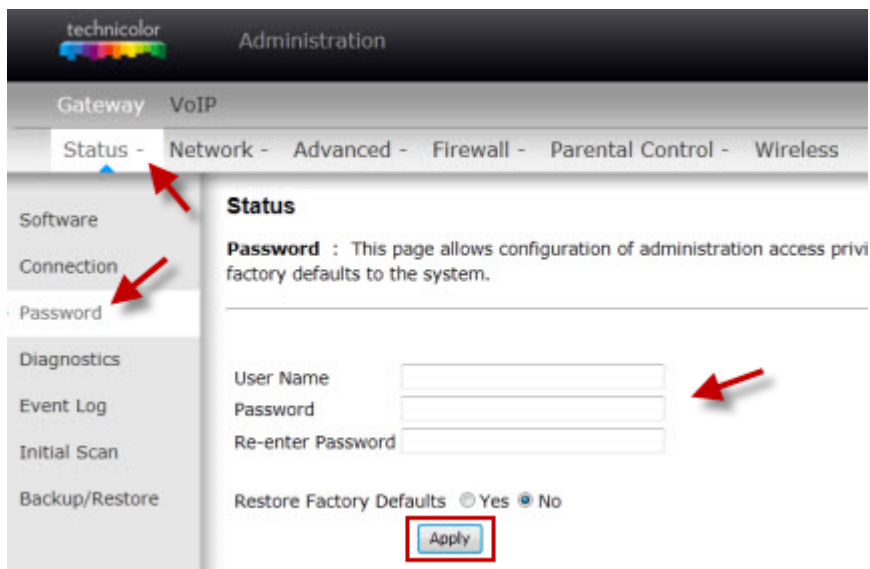 technicolor
Administration
Gateway VoIP
Status - Network - Advanced - Firewall - Parental Control - Wireless
Software
Connection
Password
Diagnostics
Event Log
Initial Scan
Backup/Restore
Status
Password : This page allows configuration of administration access privi
factory defaults to the system.
User Name
Password
Re-enter Password
Restore Factory Defaults Yes No
Apply